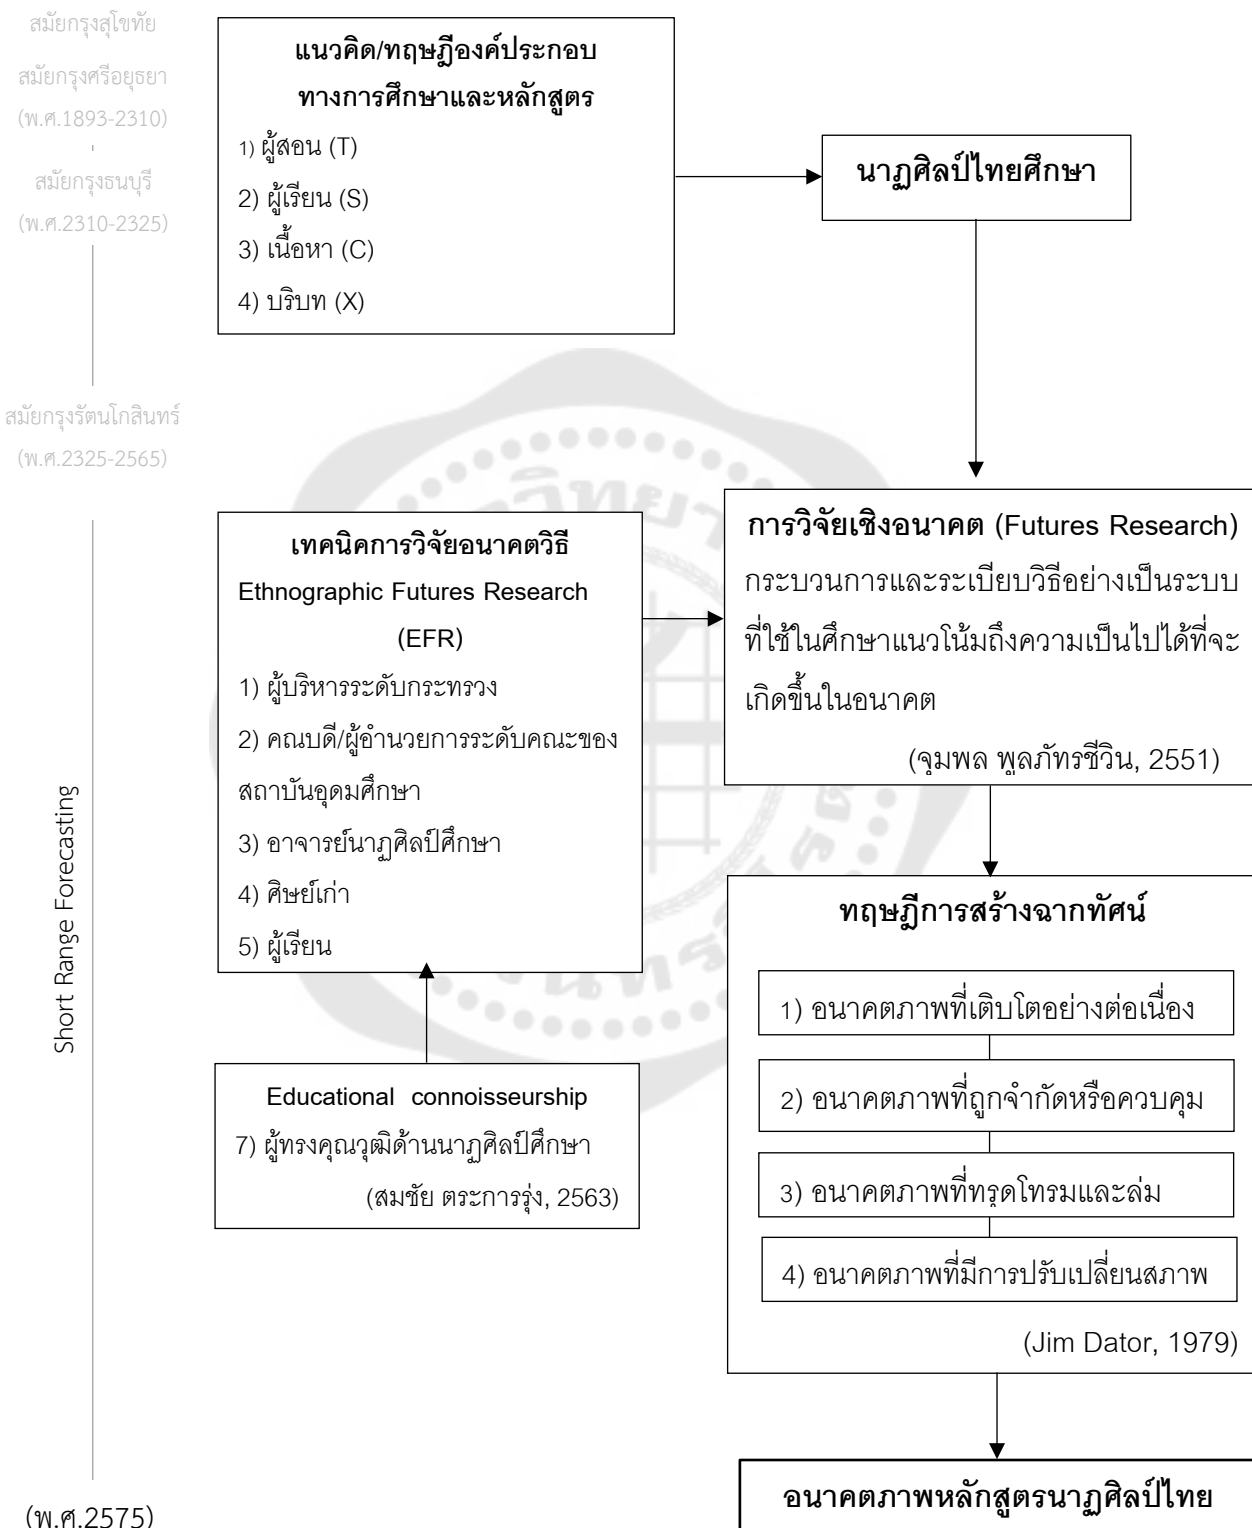 สมัยกรุงสุโขทัย
สมัยกรุงศรีอยุธยา
(พ.ศ.1893-2310)
สมัยกรุงธนบุรี
(พ.ศ.2310-2325)
สมัยกรุงรัตนโกสินทร์
(พ.ศ.2325-2565)
Short Range Forecasting
(พ.ศ.2575)
แนวคิด/ทฤษฎีองค์ประกอบ
ทางการศึกษาและหลักสูตร
1) ผู้สอน (T)
2) ผู้เรียน (S)
3) เนื้อหา (C)
4) บริบท (X)
นาฏศิลป์ไทยศึกษา
เทคนิคการวิจัยอนาคตวิธี
Ethnographic Futures Research
(EFR)
1) ผู้บริหารระดับกระทรวง
2) คณบดี/ผู้อำนวยการระดับคณะของ
สถาบันอุดมศึกษา
3) อาจารย์นาฏศิลป์ศึกษา
4) ศิษย์เก่า
5) ผู้เรียน
Educational connoisseurship
7) ผู้ทรงคุณวุฒิด้านนาฏศิลป์ศึกษา
(สมชัย ตระการรุ่ง, 2563)
การวิจัยเชิงอนาคต (Futures Research)
กระบวนการและระเบียบวิธีอย่างเป็นระบบ
ที่ใช้ในศึกษาแนวโน้มถึงความเป็นไปได้ที่จะ
เกิดขึ้นในอนาคต
(จุมพล พูลภัทรชีวิน, 2551)
ทฤษฎีการสร้างฉากทัศน์
1) อนาคตภาพที่เติบโตอย่างต่อเนื่อง
2) อนาคตภาพที่ถูกจำกัดหรือควบคุม
3) อนาคตภาพที่ทรุดโทรมและล่ม
4) อนาคตภาพที่มีการปรับเปลี่ยนสภาพ
(Jim Dator, 1979)
อนาคตภาพหลักสูตรนาฏศิลป์ไทย